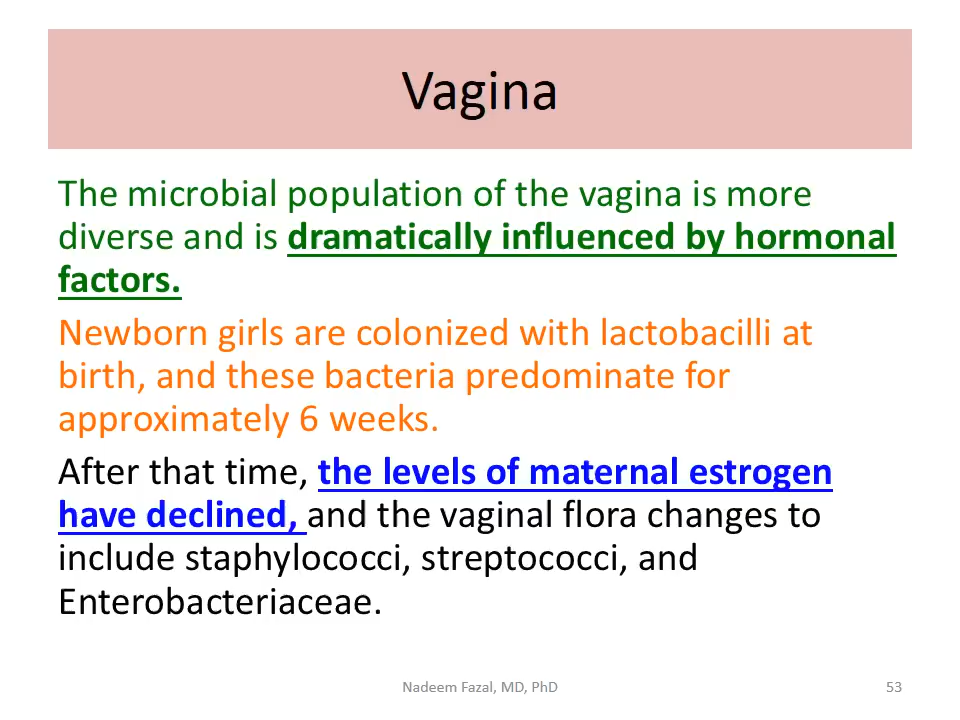 Vagina
The microbial population of the vagina is more
diverse and is dramatically influenced by hormonal
factors.
Newborn girls are colonized with lactobacilli at
birth, and these bacteria predominate for
approximately 6 weeks.
After that time, the levels of maternal estrogen
have declined, and the vaginal flora changes to
include staphylococci, streptococci, and
Enterobacteriaceae.
Nadeem Fazal, MD, PhD
53